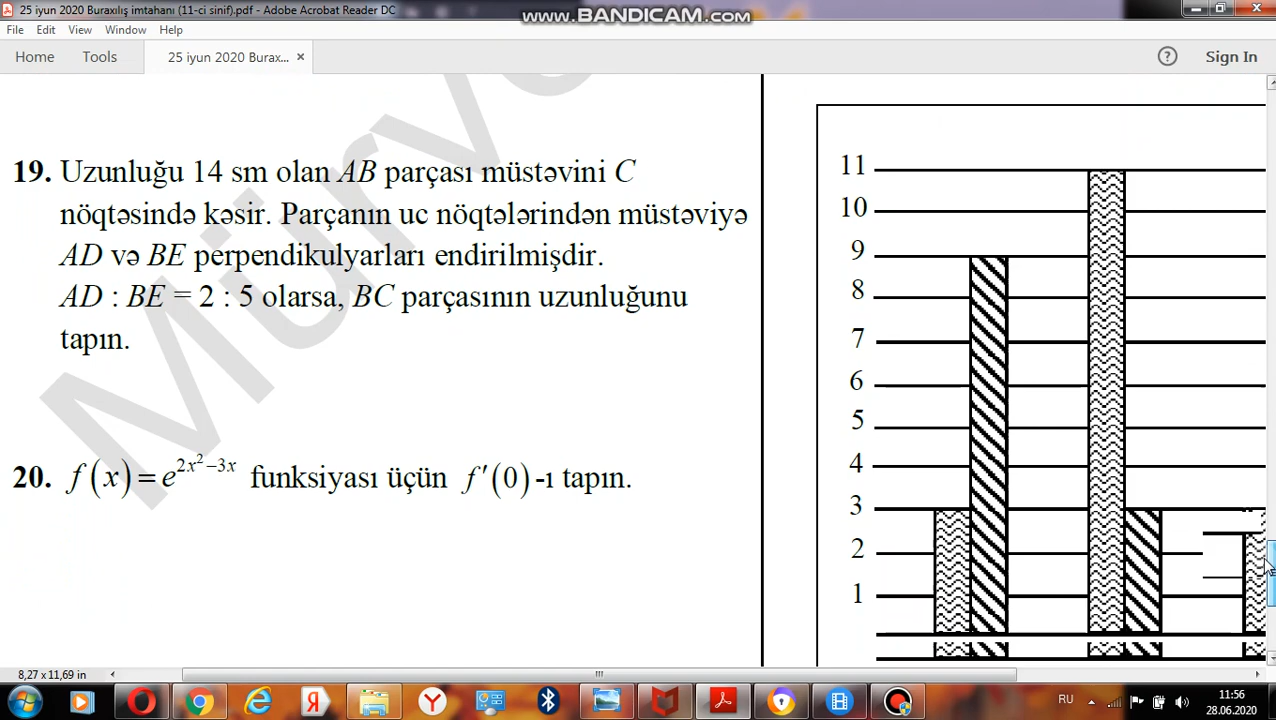 25 iyun 2020 Buraxılış imtahanı (11-ci sinif).pdf - Adobe Acrobat Reader DC
www.BANDICAM.com
File Edit View Window Help
Home Tools 25 iyun 2020 Burax... × ? Sign In
19. Uzunluğu 14 sm olan AB parçası müstəvini C
nöqtəsində kəsir. Parçanın uc nöqtələrindən müstəviyə
AD və BE perpendikulyarları endirilmişdir.
AD : BE = 2 : 5 olarsa, BC parçasının uzunluğunu
tapın.
20. f(x) = e^{2x²−3x} funksiyası üçün f′(0)-ı tapın.
Mürvə
11
10
9
8
7
6
5
4
3
2
1
8,27 x 11,69 in
RU
11:56
28.06.2020